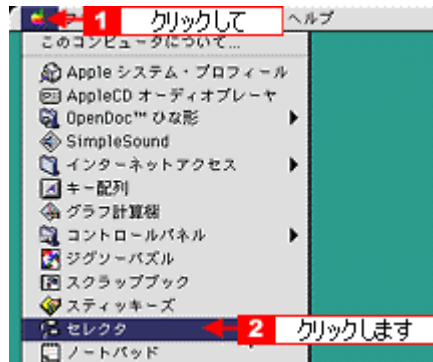 1 クリックして ヘルプ
このコンピュータについて...
Apple システム・プロフィール
AppleCD オーディオプレーヤ
OpenDoc™ ひな形
SimpleSound
インターネットアクセス
キー配列
グラフ計算機
コントロールパネル
ジグソーパズル
スクラップブック
スティッキーズ
セレクタ 2 クリックします
ノートパッド